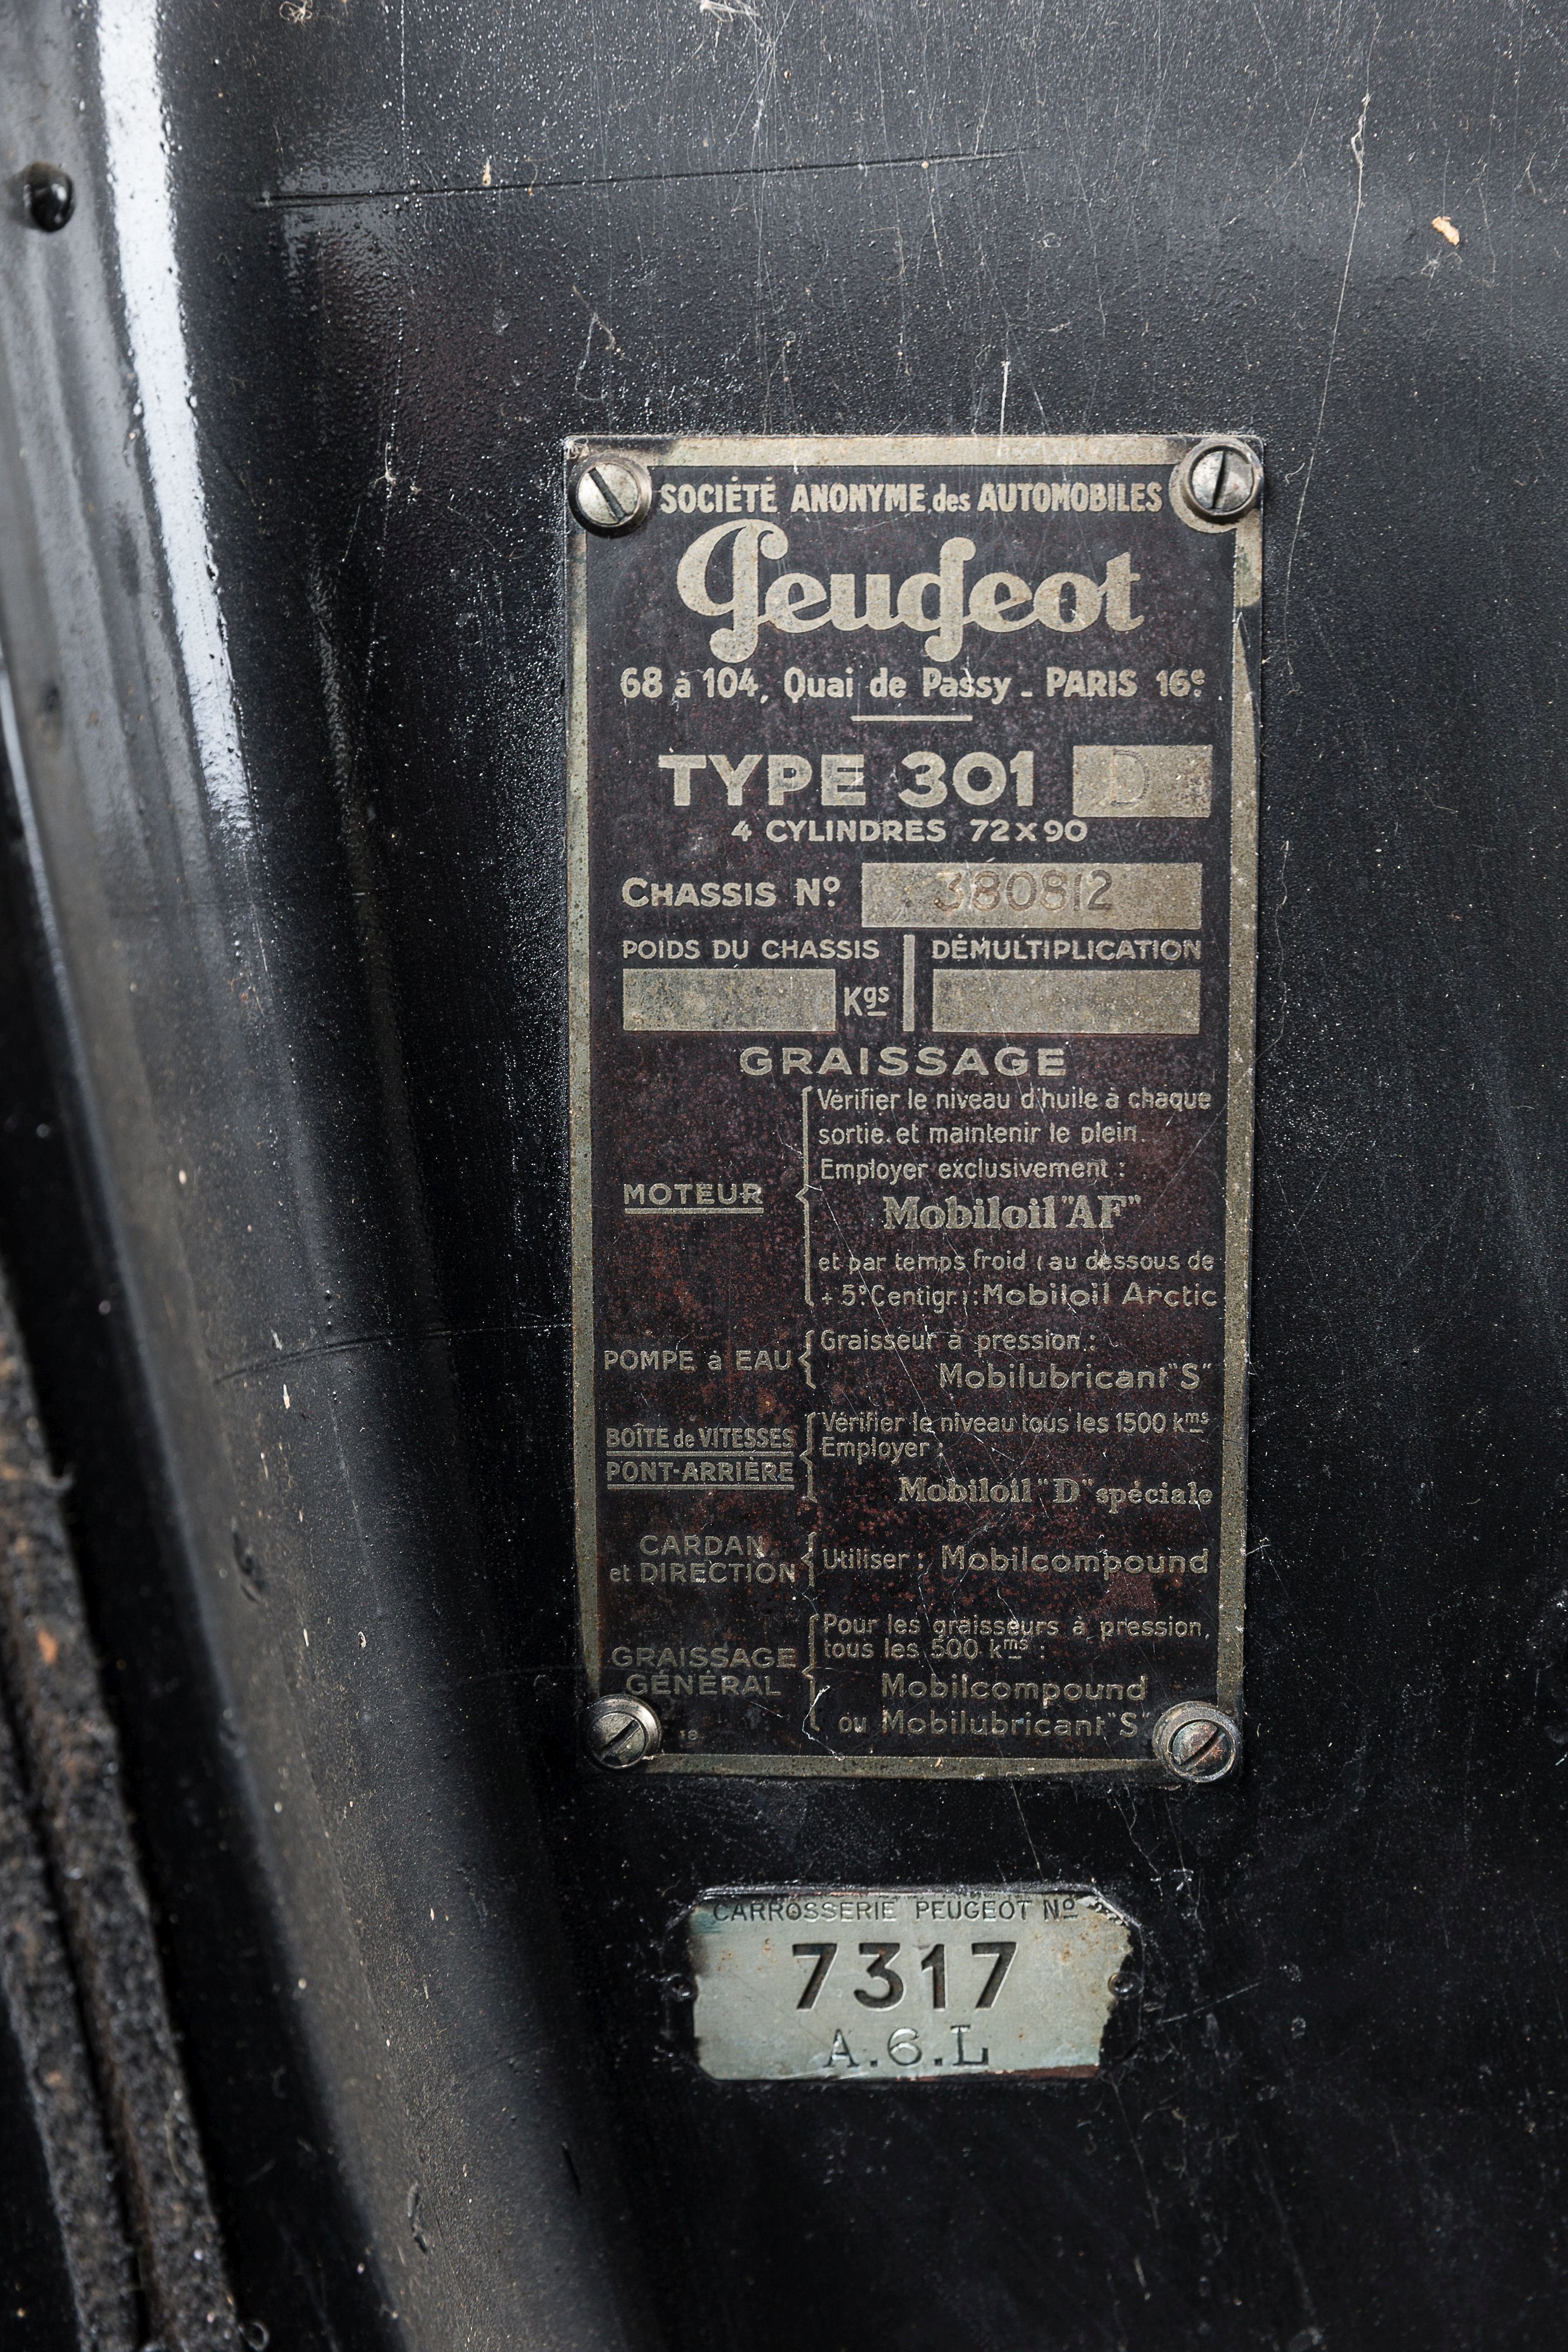 SOCIÉTÉ ANONYME des AUTOMOBILES
Peugeot
68 à 104, Quai de Passy - PARIS 16e
TYPE 301 D
4 CYLINDRES 72 x 90
CHASSIS No 380812
POIDS DU CHASSIS DÉMULTIPLICATION
Kgs
GRAISSAGE
MOTEUR
Vérifier le niveau d'huile à chaque
sortie et maintenir le plein.
Employer exclusivement :
Mobiloil "AF"
et par temps froid (au dessous de
+ 5° Centigr.) : Mobiloil Arctic
POMPE à EAU
Graisseur à pression :
Mobilubricant "S"
BOÎTE de VITESSES
PONT-ARRIÈRE
Vérifier le niveau tous les 1500 kms
Employer :
Mobiloil "D" spéciale
CARDAN
et DIRECTION
Utiliser : Mobilcompound
GRAISSAGE
GÉNÉRAL
Pour les graisseurs à pression,
tous les 500 kms :
Mobilcompound
ou Mobilubricant "S"
18
CARROSSERIE PEUGEOT No
7317
A.6.L